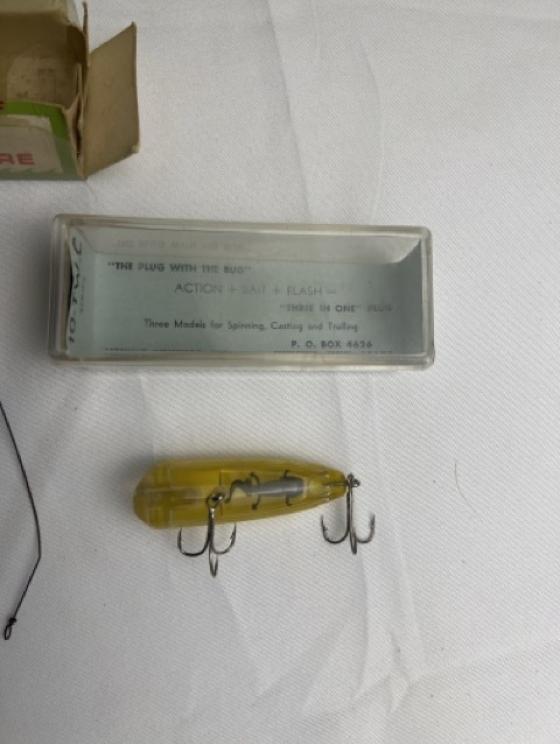 RE
"THE PLUG WITH THE BUG"
ACTION + BAIT + FLASH —
"THREE IN ONE" PLUG
Three Models for Spinning, Casting and Trolling
P. O. BOX 4626